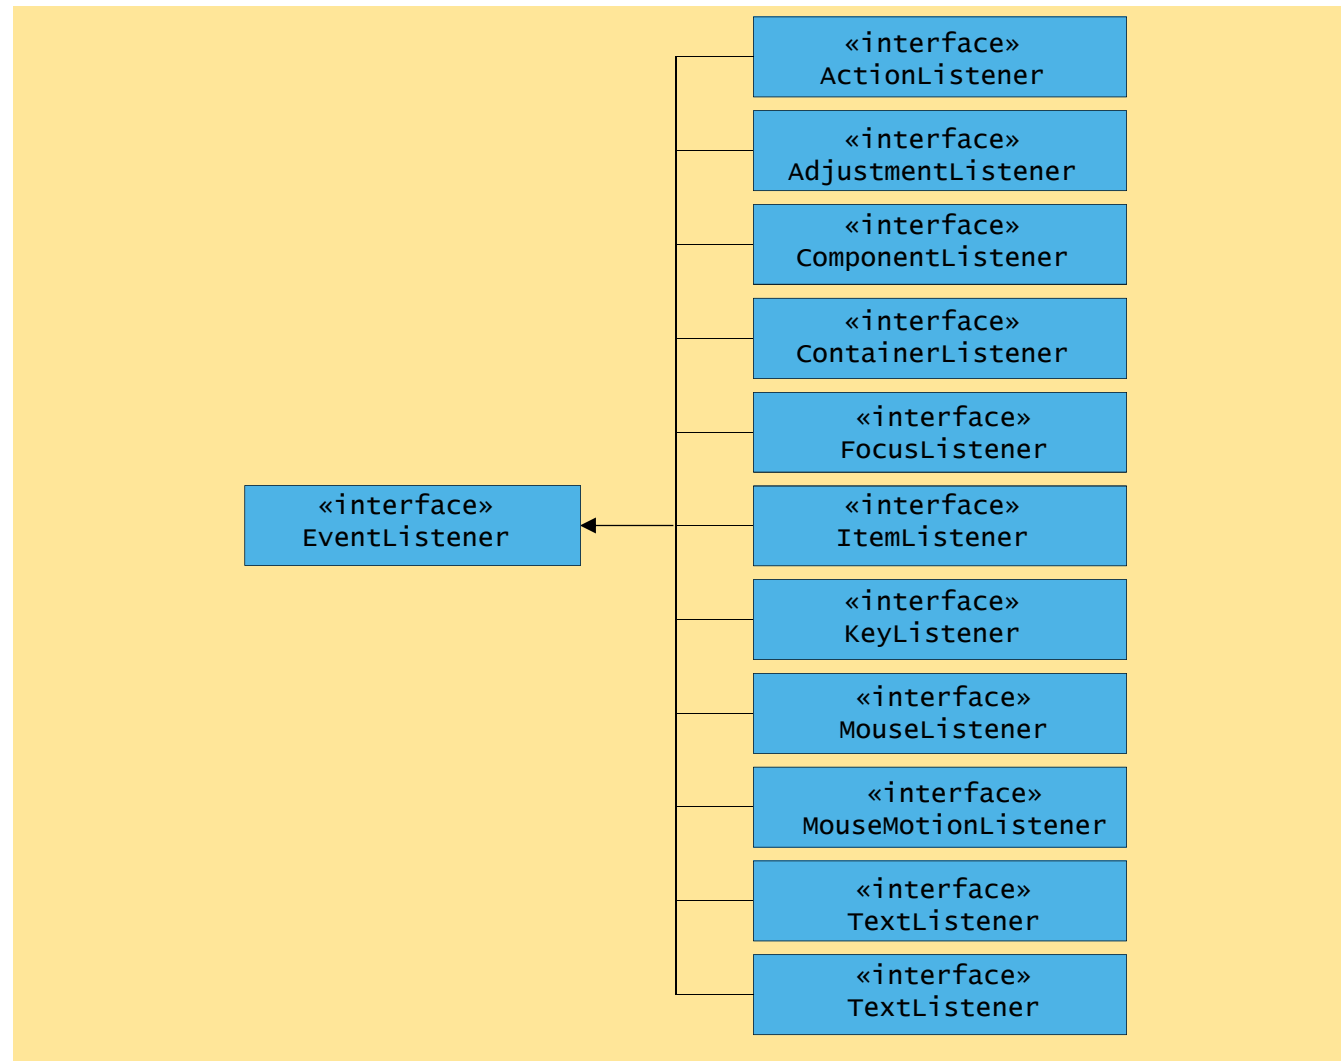 «interface»
ActionListener
«interface»
AdjustmentListener
«interface»
ComponentListener
«interface»
ContainerListener
«interface»
FocusListener
«interface»
EventListener
«interface»
ItemListener
«interface»
KeyListener
«interface»
MouseListener
«interface»
MouseMotionListener
«interface»
TextListener
«interface»
TextListener